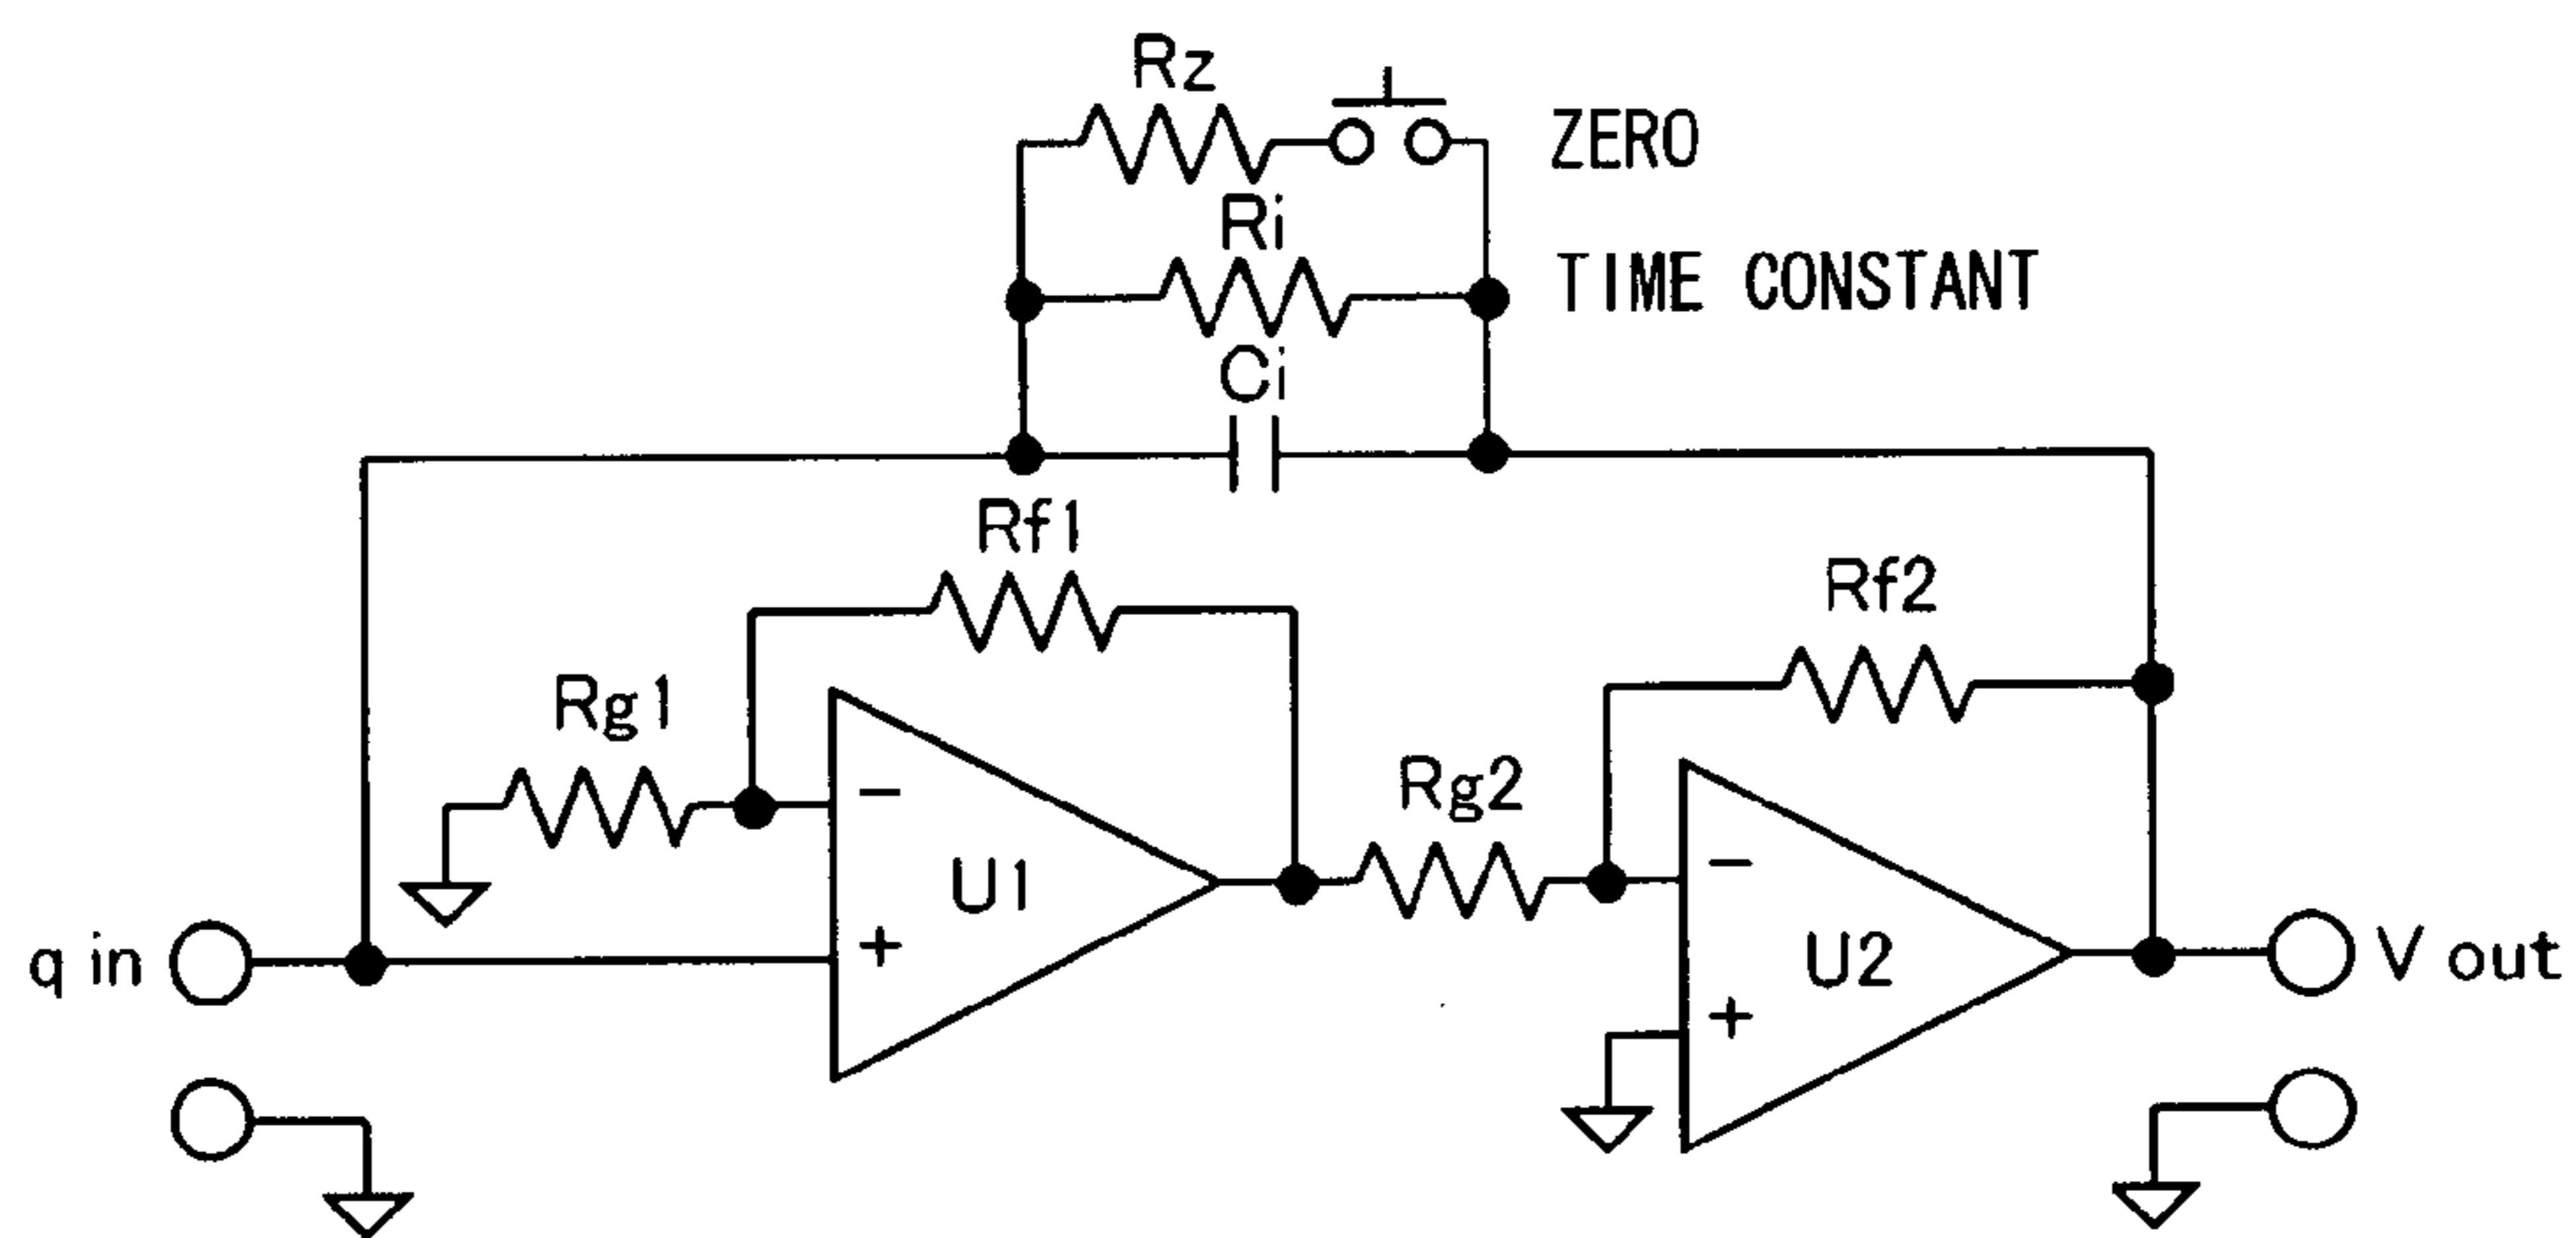 Rz
ZERO
Ri
TIME CONSTANT
Ci
Rf1
Rf2
Rg1
Rg2
−
−
U1
+
U2
+
q in
V out